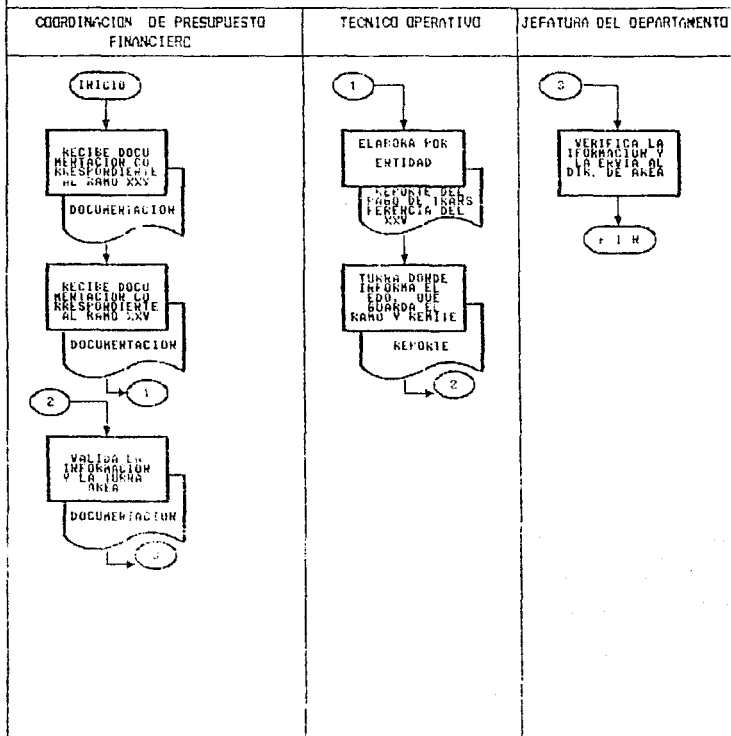 COORDINACION DE PRESUPUESTO
FINANCIERO
INICIO
RECIBE DOCU
MENTACION CO
RRESPONDIENTE
AL RAMO XXV
DOCUMENTACION
RECIBE DOCU
MENTACION CO
RRESPONDIENTE
AL RAMO XXV
DOCUMENTACION
1
2
VALIDA LA
INFORMACION
Y LA TURNA
AREA
DOCUMENTACION
3
TECNICO OPERATIVO
1
ELABORA POR
ENTIDAD
REPORTE DEL
PAGO DE TRANS
FERENCIA DEL
XXV
TURNA DONDE
INFORMA EL
EDO. QUE
GUARDA EL
RAMO Y REMITE
REPORTE
2
JEFATURA DEL DEPARTAMENTO
3
VERIFICA LA
IFORMACION Y
LA ENVIA AL
DIR. DE AREA
F I N